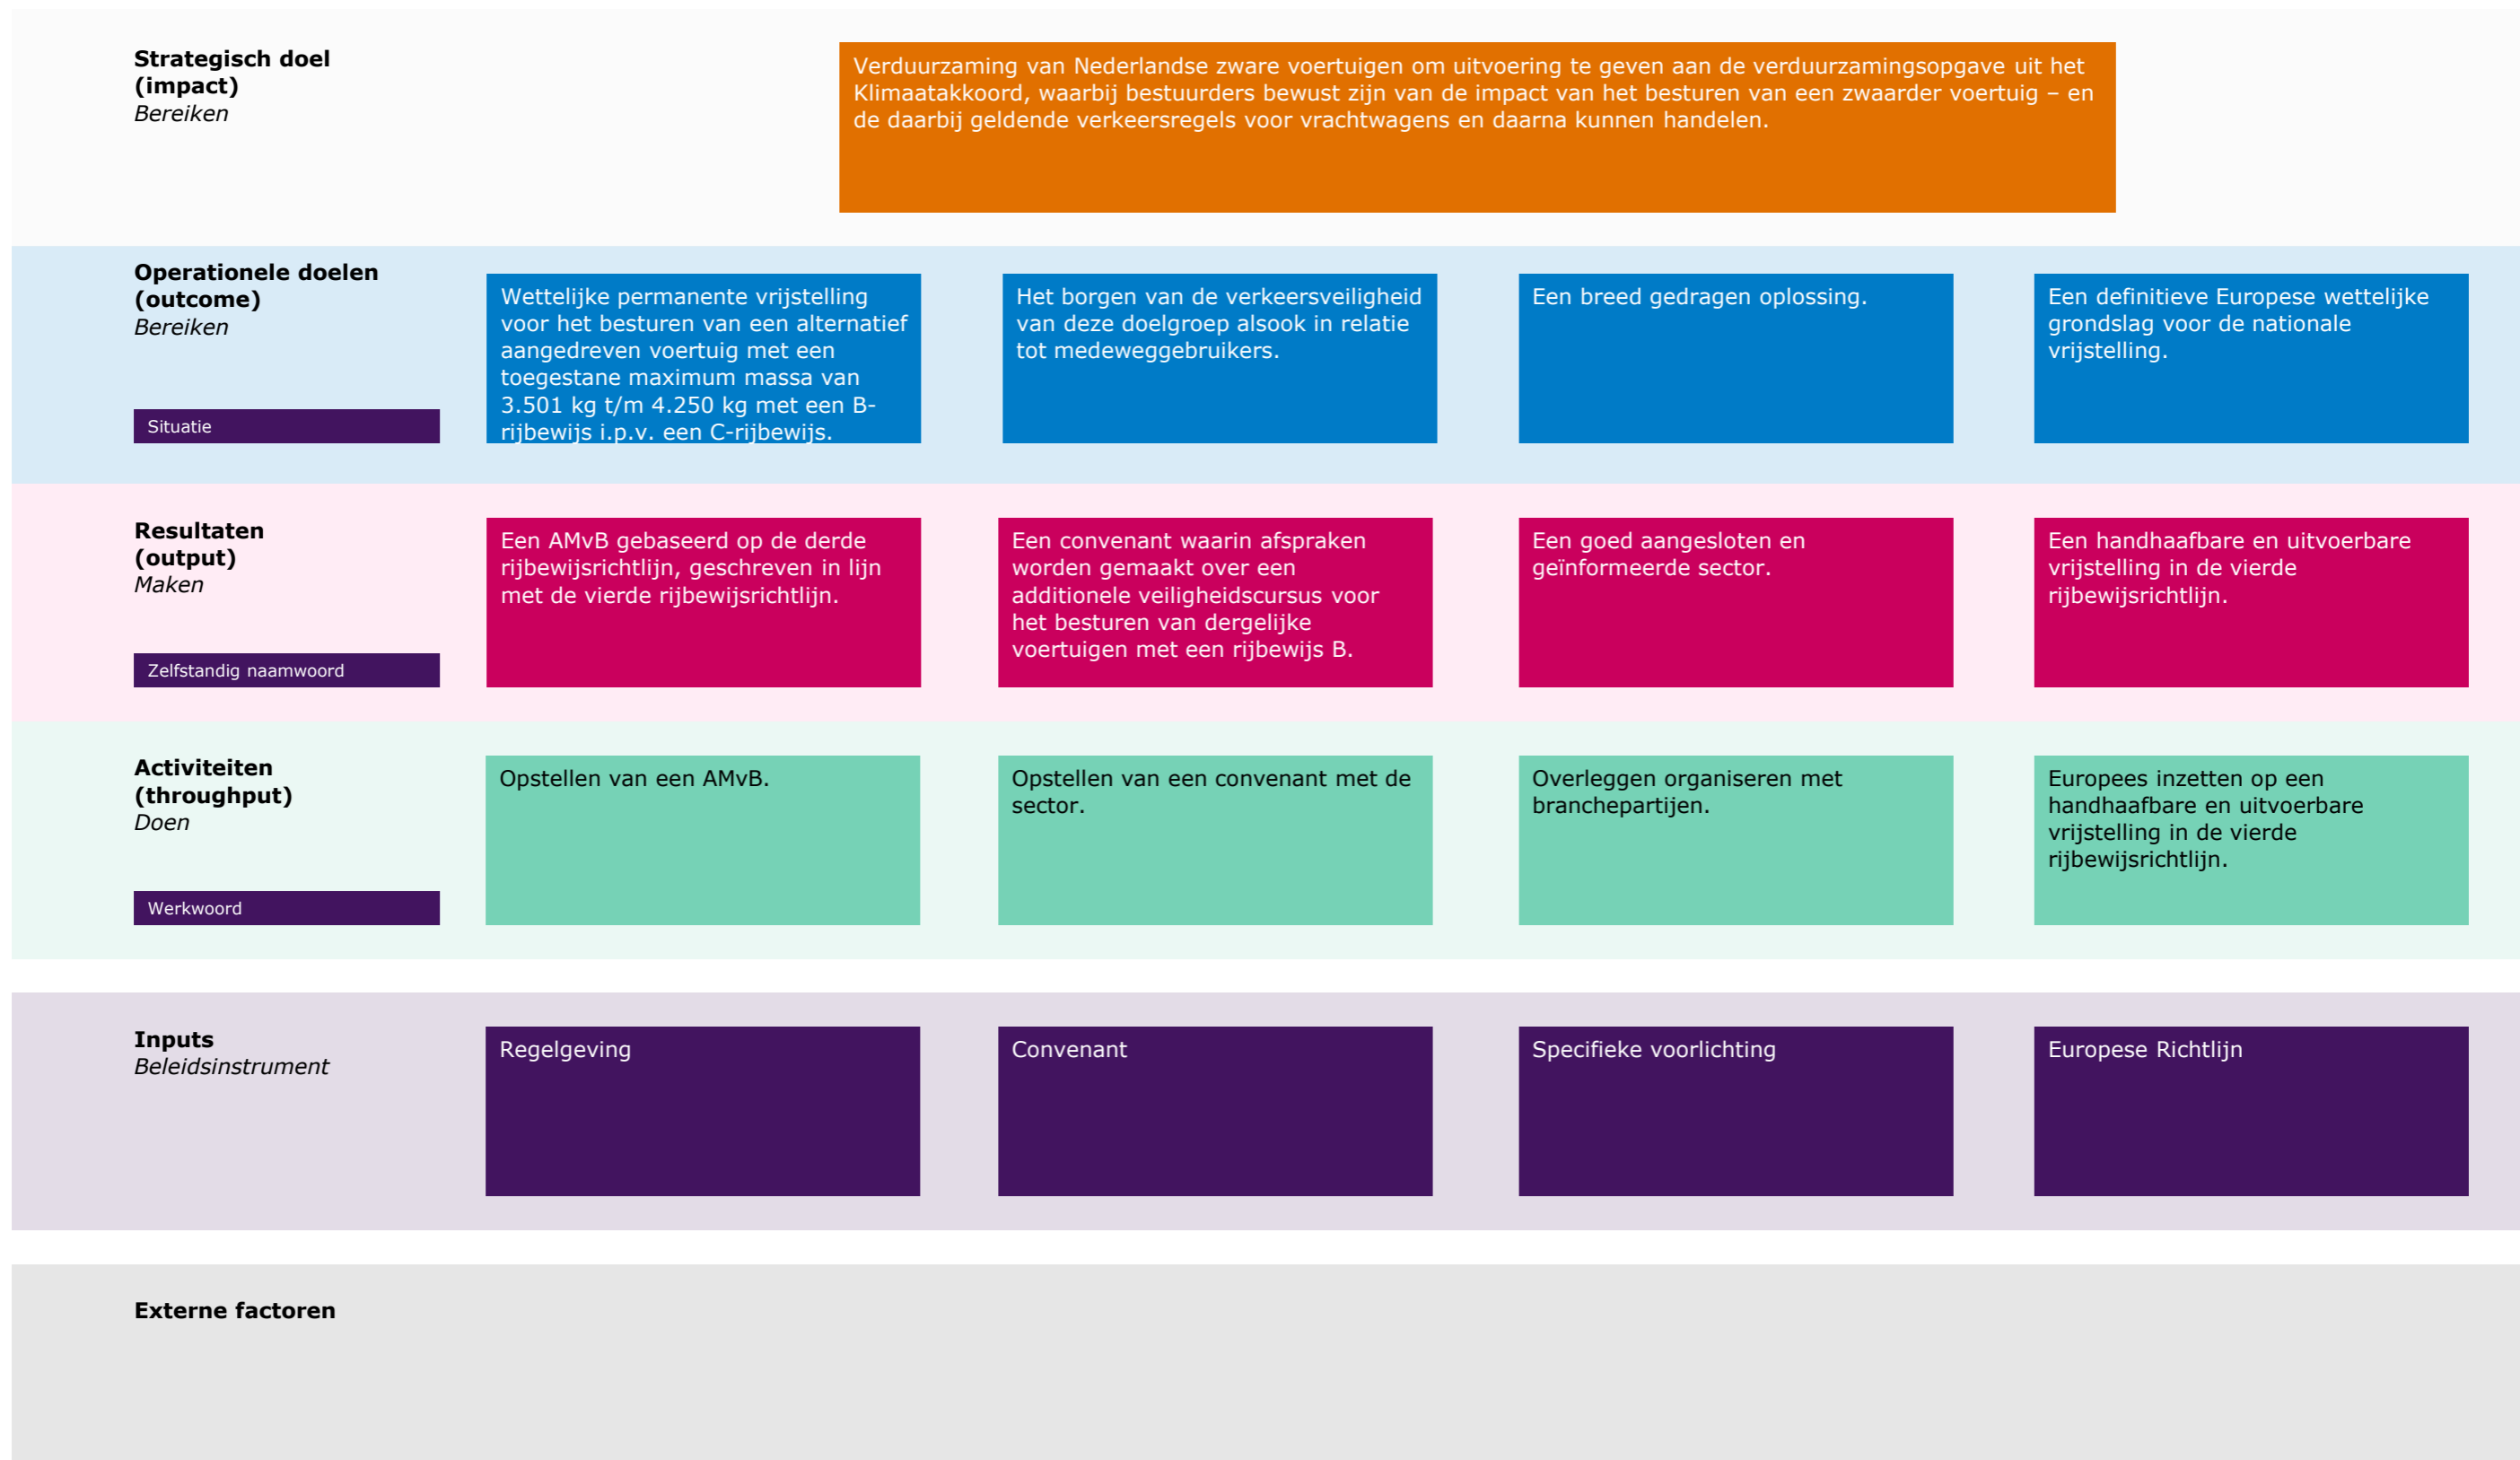 Strategisch doel
(impact)
Bereiken
Verduurzaming van Nederlandse zware voertuigen om uitvoering te geven aan de verduurzamingsopgave uit het
Klimaatakkoord, waarbij bestuurders bewust zijn van de impact van het besturen van een zwaarder voertuig – en
de daarbij geldende verkeersregels voor vrachtwagens en daarna kunnen handelen.
Operationele doelen
(outcome)
Bereiken
Situatie
Wettelijke permanente vrijstelling
voor het besturen van een alternatief
aangedreven voertuig met een
toegestane maximum massa van
3.501 kg t/m 4.250 kg met een B-
rijbewijs i.p.v. een C-rijbewijs.
Het borgen van de verkeersveiligheid
van deze doelgroep alsook in relatie
tot medeweggebruikers.
Een breed gedragen oplossing.
Een definitieve Europese wettelijke
grondslag voor de nationale
vrijstelling.
Resultaten
(output)
Maken
Zelfstandig naamwoord
Een AMvB gebaseerd op de derde
rijbewijsrichtlijn, geschreven in lijn
met de vierde rijbewijsrichtlijn.
Een convenant waarin afspraken
worden gemaakt over een
additionele veiligheidscursus voor
het besturen van dergelijke
voertuigen met een rijbewijs B.
Een goed aangesloten en
geïnformeerde sector.
Een handhaafbare en uitvoerbare
vrijstelling in de vierde
rijbewijsrichtlijn.
Activiteiten
(throughput)
Doen
Werkwoord
Opstellen van een AMvB.
Opstellen van een convenant met de
sector.
Overleggen organiseren met
branchepartijen.
Europees inzetten op een
handhaafbare en uitvoerbare
vrijstelling in de vierde
rijbewijsrichtlijn.
Inputs
Beleidsinstrument
Regelgeving
Convenant
Specifieke voorlichting
Europese Richtlijn
Externe factoren